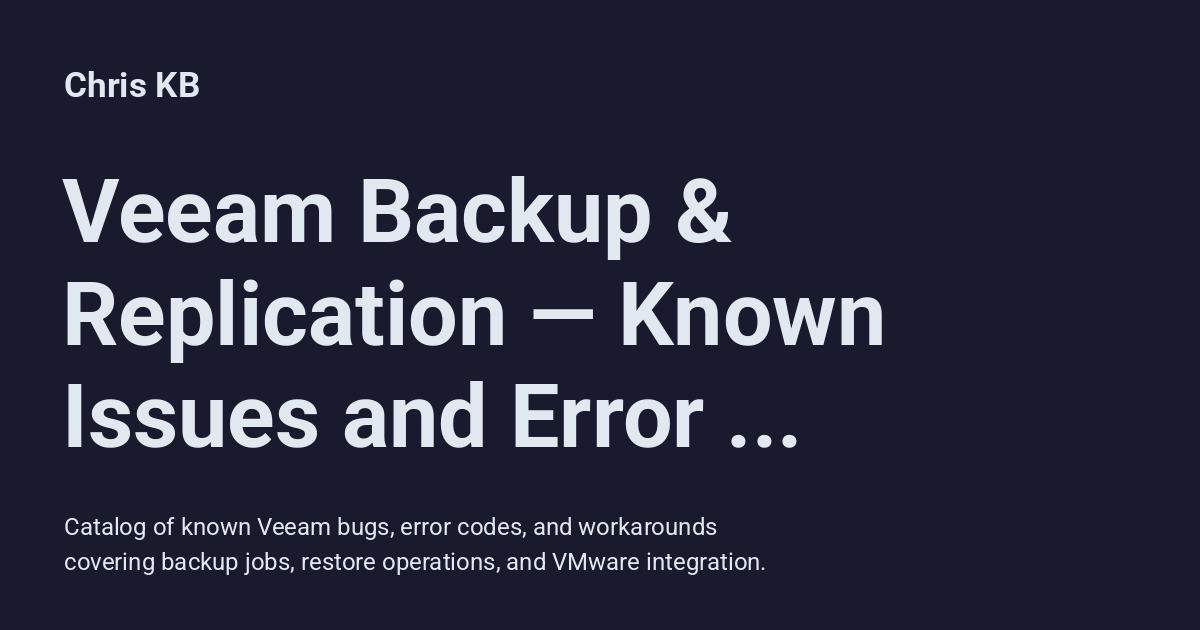 Chris KB
Veeam Backup &
Replication — Known
Issues and Error ...
Catalog of known Veeam bugs, error codes, and workarounds
covering backup jobs, restore operations, and VMware integration.